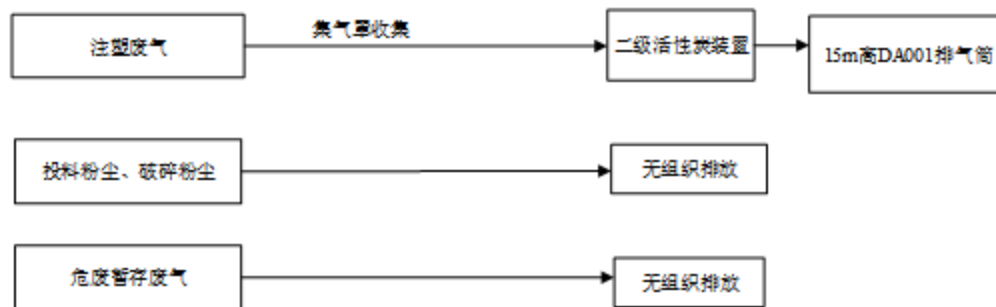 注塑废气
集气罩收集
二级活性炭装置
15m高DA001排气筒
投料粉尘、破碎粉尘
无组织排放
危废暂存废气
无组织排放